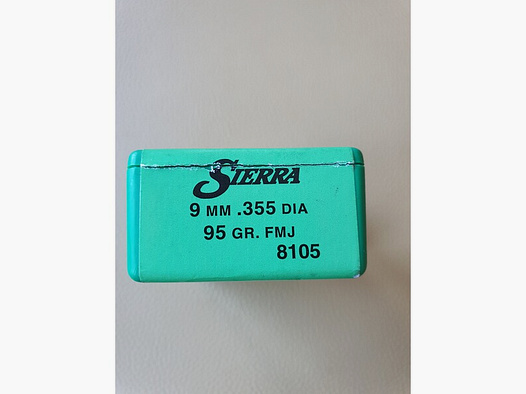 SIERRA
9 MM .355 DIA
95 GR. FMJ
8105